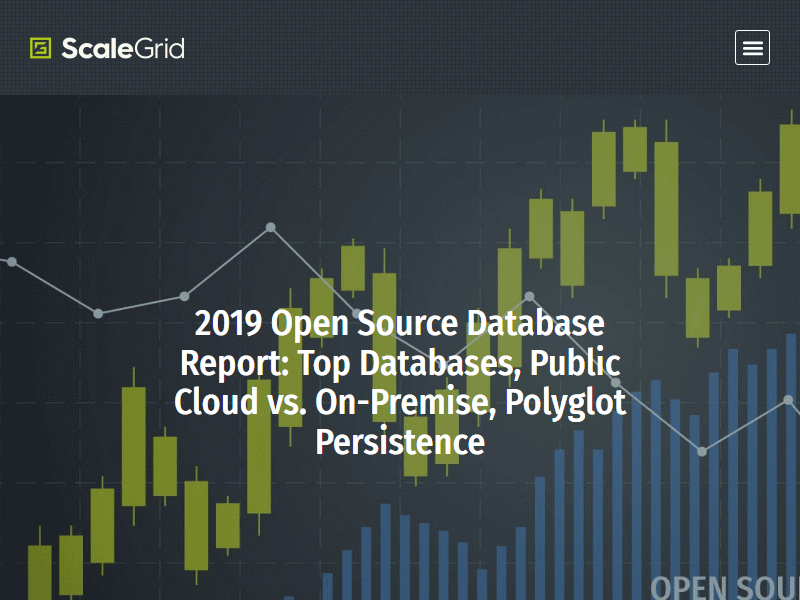 ScaleGrid
2019 Open Source Database
Report: Top Databases, Public
Cloud vs. On-Premise, Polyglot
Persistence
OPEN SOU